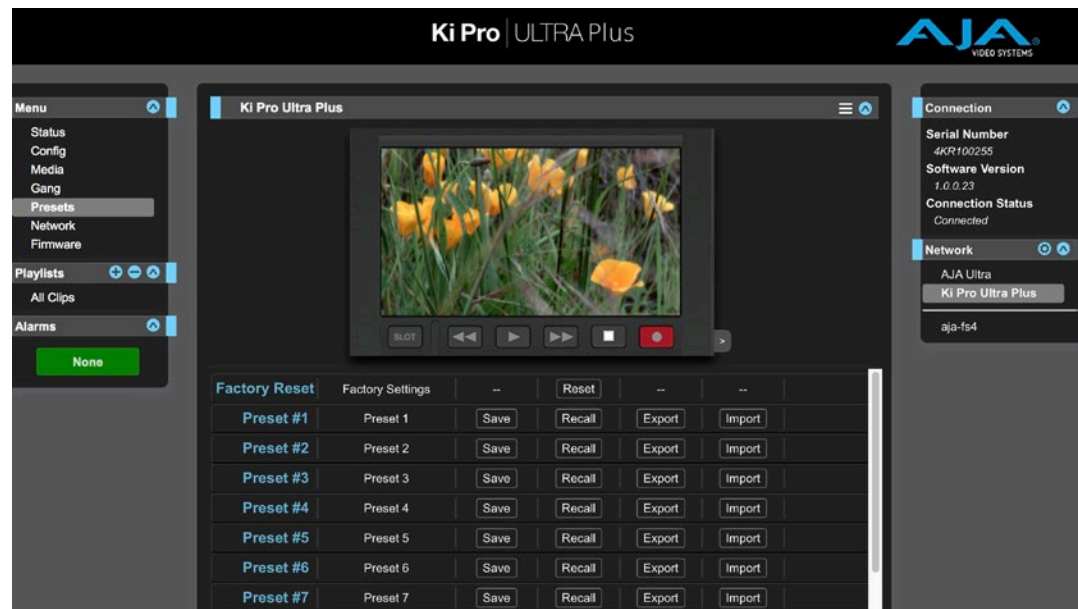 Ki Pro ULTRA Plus
AJA
VIDEO SYSTEMS
Menu
Status
Config
Media
Gang
Presets
Network
Firmware
Playlists
All Clips
Alarms
None
Ki Pro Ultra Plus
SLOT
>
Factory Reset Factory Settings -- Reset -- --
Preset #1 Preset 1 Save Recall Export Import
Preset #2 Preset 2 Save Recall Export Import
Preset #3 Preset 3 Save Recall Export Import
Preset #4 Preset 4 Save Recall Export Import
Preset #5 Preset 5 Save Recall Export Import
Preset #6 Preset 6 Save Recall Export Import
Preset #7 Preset 7 Save Recall Export Import
Connection
Serial Number
4KR100255
Software Version
1.0.0.23
Connection Status
Connected
Network
AJA Ultra
Ki Pro Ultra Plus
aja-fs4